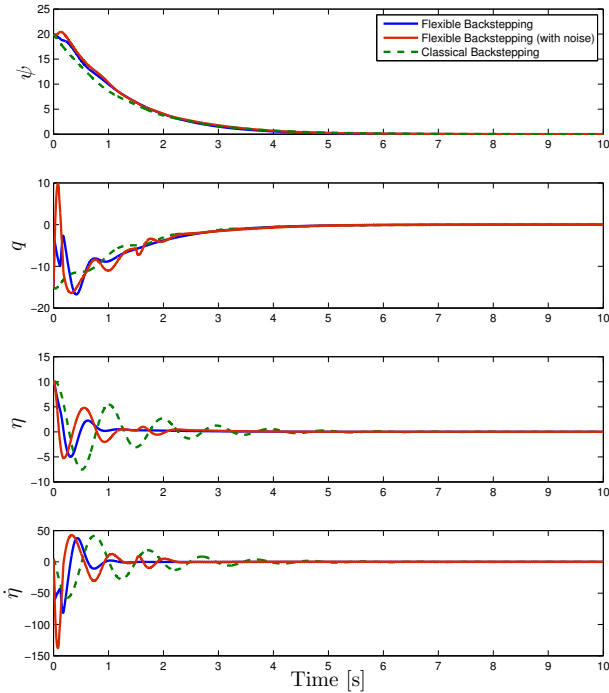 25
20
15
10
5
0
ψ
Flexible Backstepping
Flexible Backstepping (with noise)
Classical Backstepping
0 1 2 3 4 5 6 7 8 9 10
10
0
−10
−20
q
0 1 2 3 4 5 6 7 8 9 10
15
10
5
0
−5
−10
η
0 1 2 3 4 5 6 7 8 9 10
50
0
−50
−100
−150
η̇
0 1 2 3 4 5 6 7 8 9 10
Time [s]